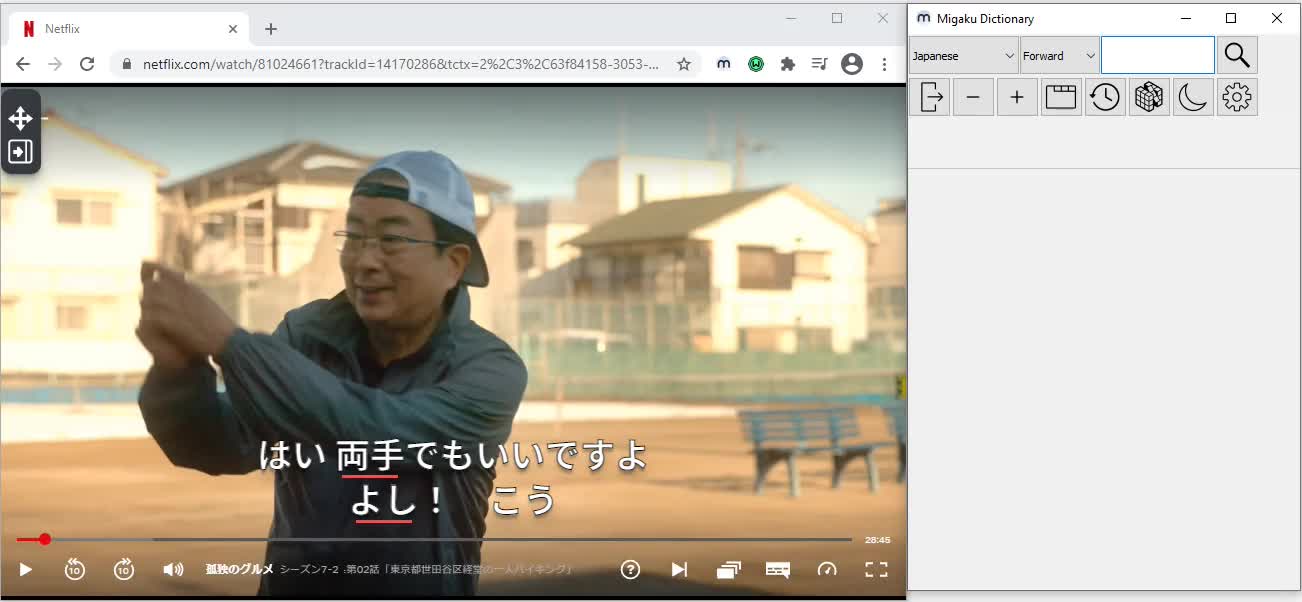 Netflix
netflix.com/watch/81024661?trackId=14170286&tctx=2%2C3%2C63f84158-3053-...
Migaku Dictionary
Japanese
Forward
はい 両手でもいいですよ
よし！　こう
28:45
10
10
孤独のグルメ シーズン7-2 :第02話「東京都世田谷区経堂の一人バイキング」